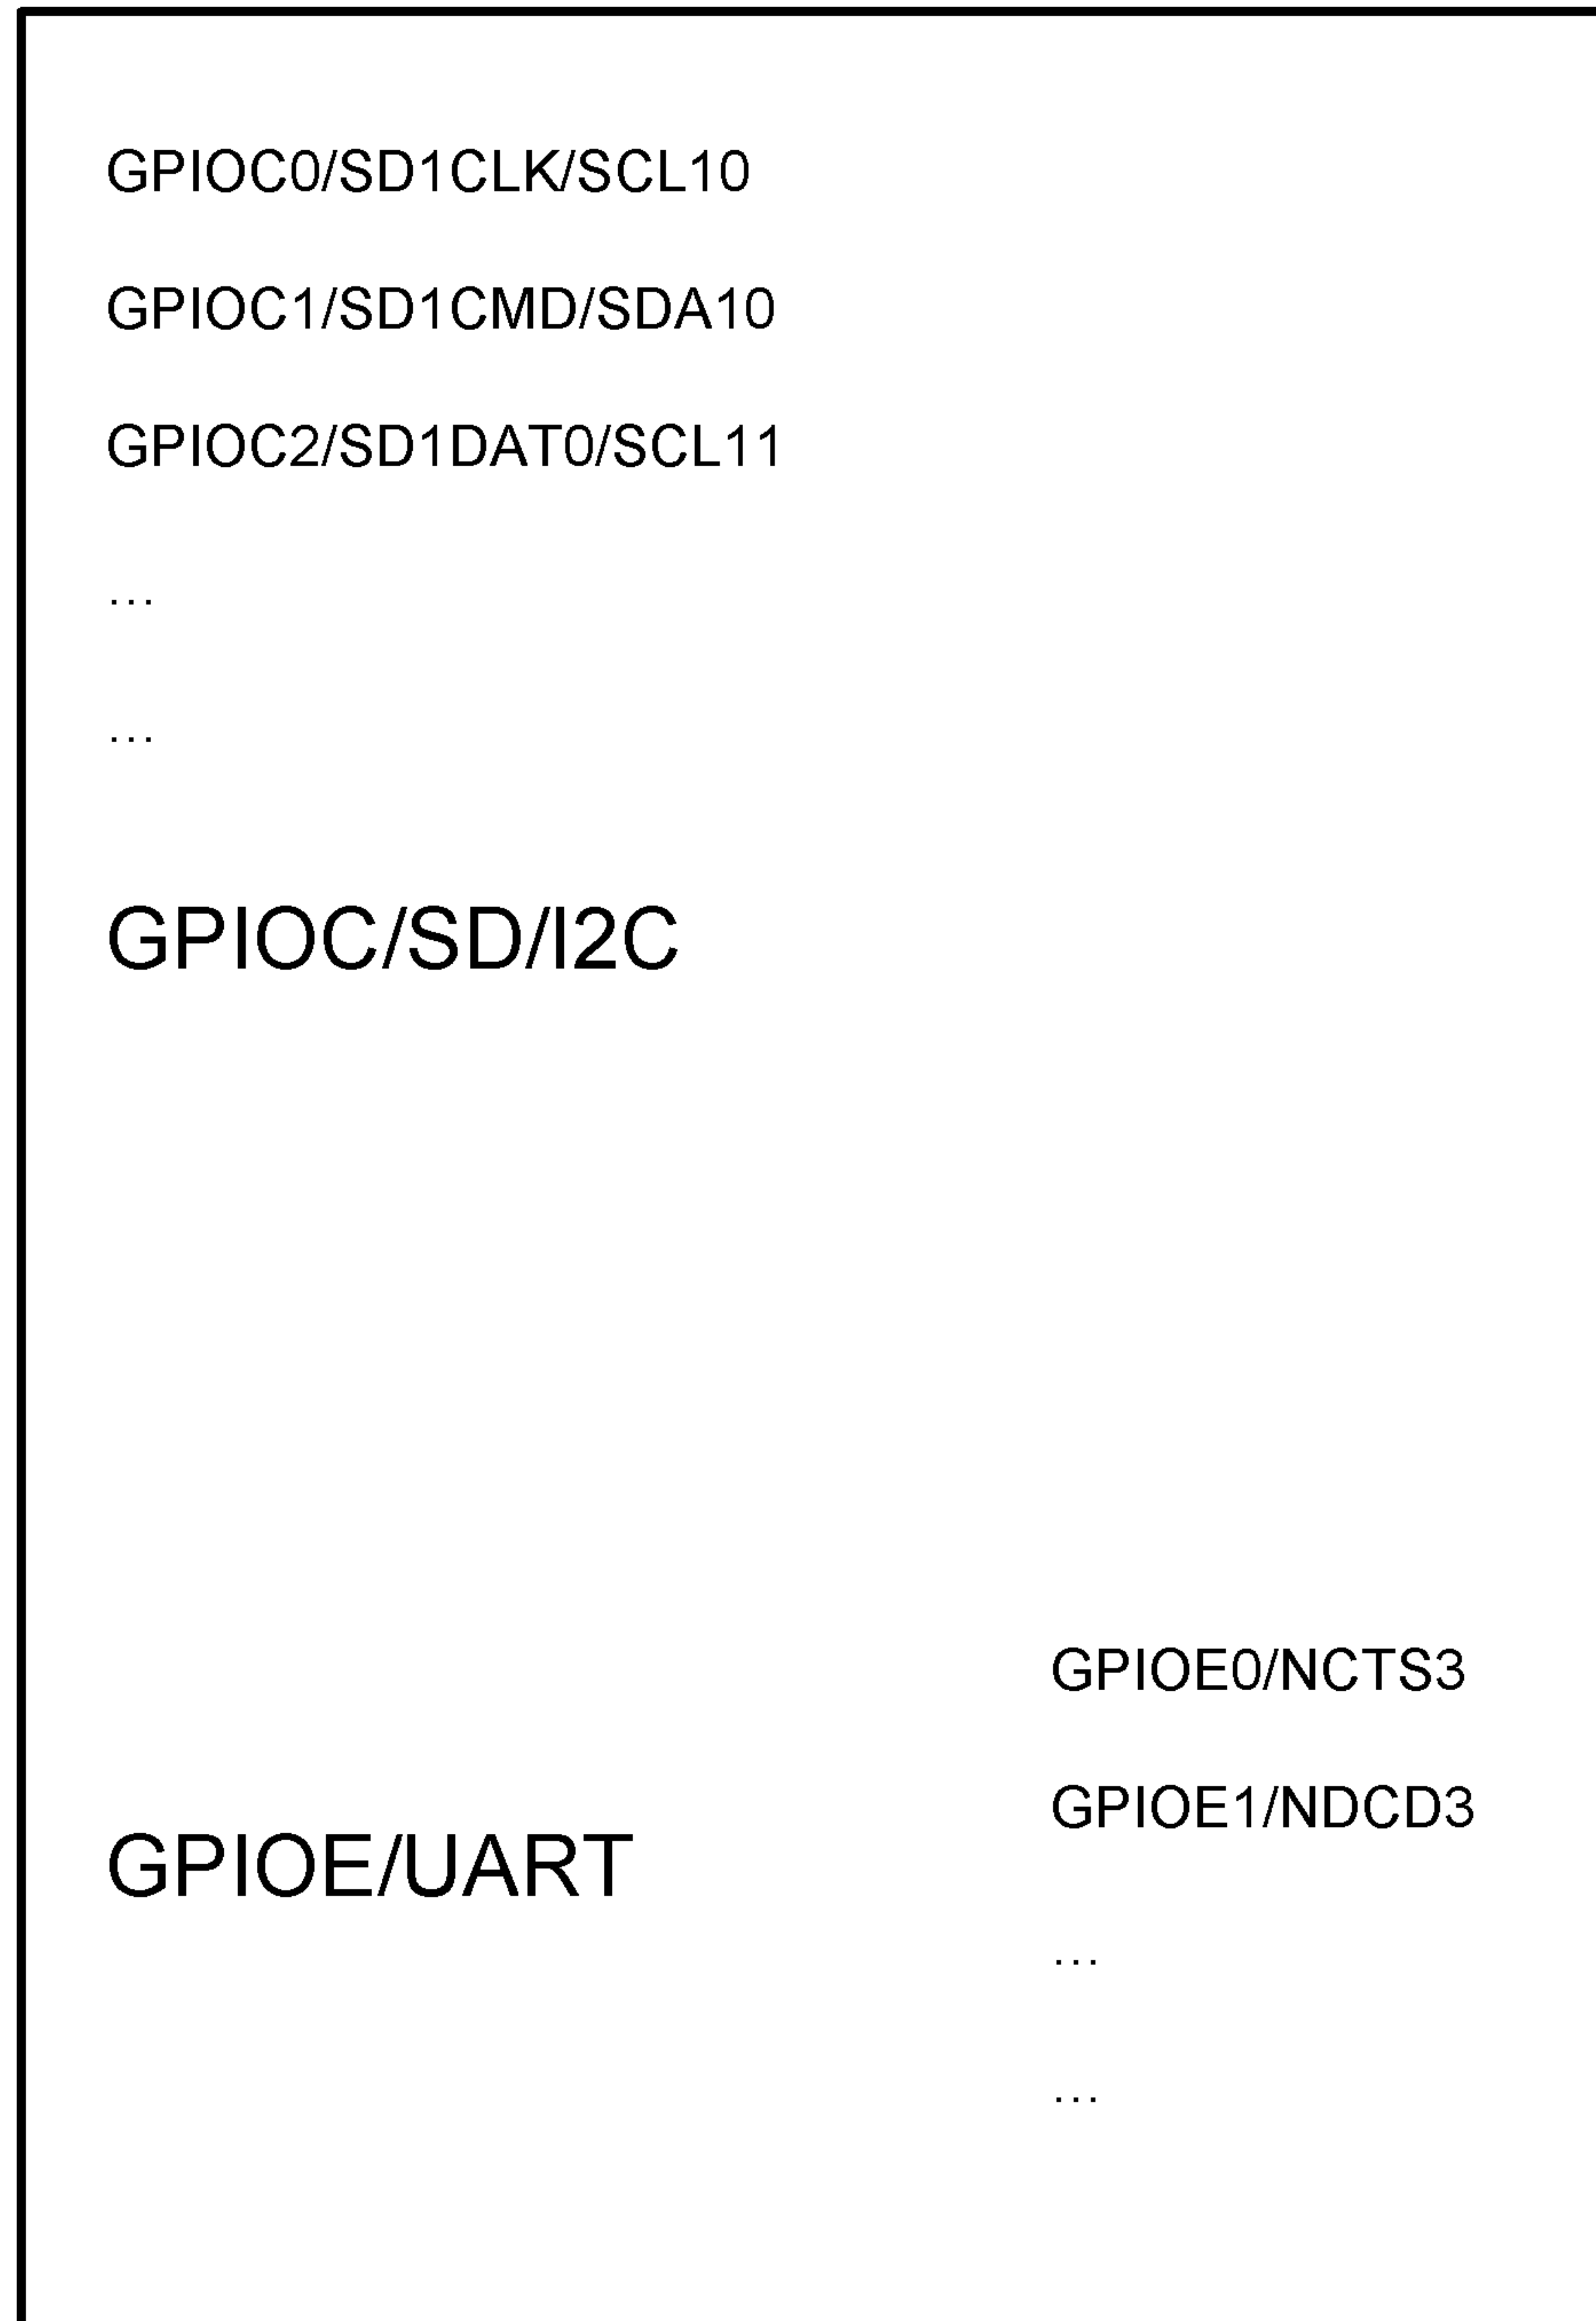 GPIOC0/SD1CLK/SCL10
GPIOC1/SD1CMD/SDA10
GPIOC2/SD1DAT0/SCL11
...
...
GPIOC/SD/I2C
GPIOE0/NCTS3
GPIOE1/NDCD3
GPIOE/UART
...
...